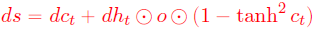 ds = dc_t + dh_t ⊙ o ⊙ (1 − tanh² c_t)